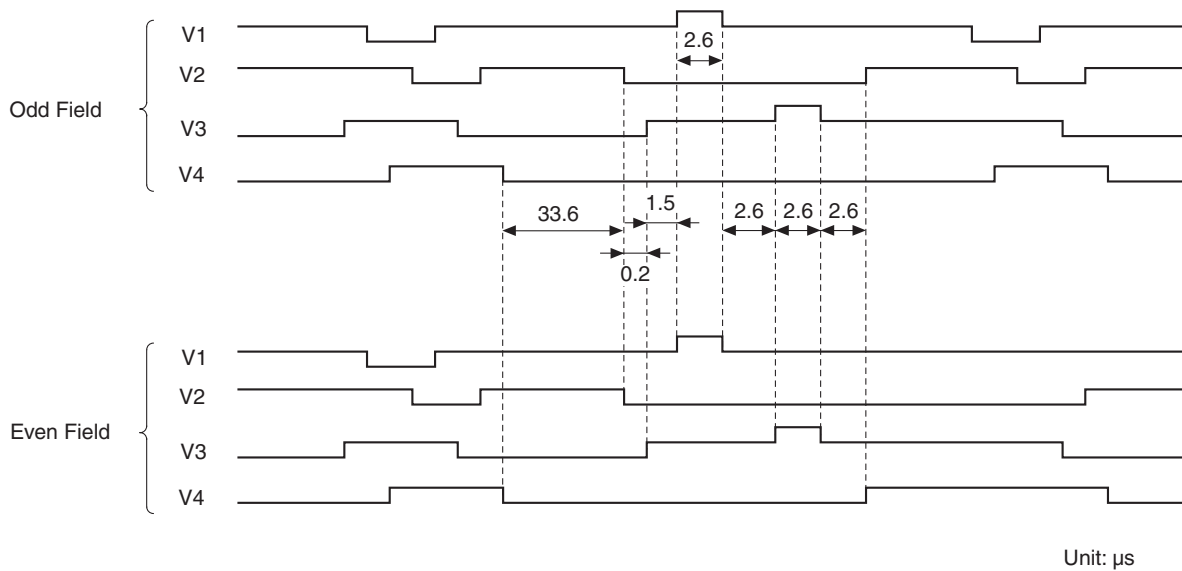 Odd Field
V1
2.6
V2
V3
V4
33.6
1.5
2.6
2.6
2.6
0.2
Even Field
V1
V2
V3
V4
Unit: μs